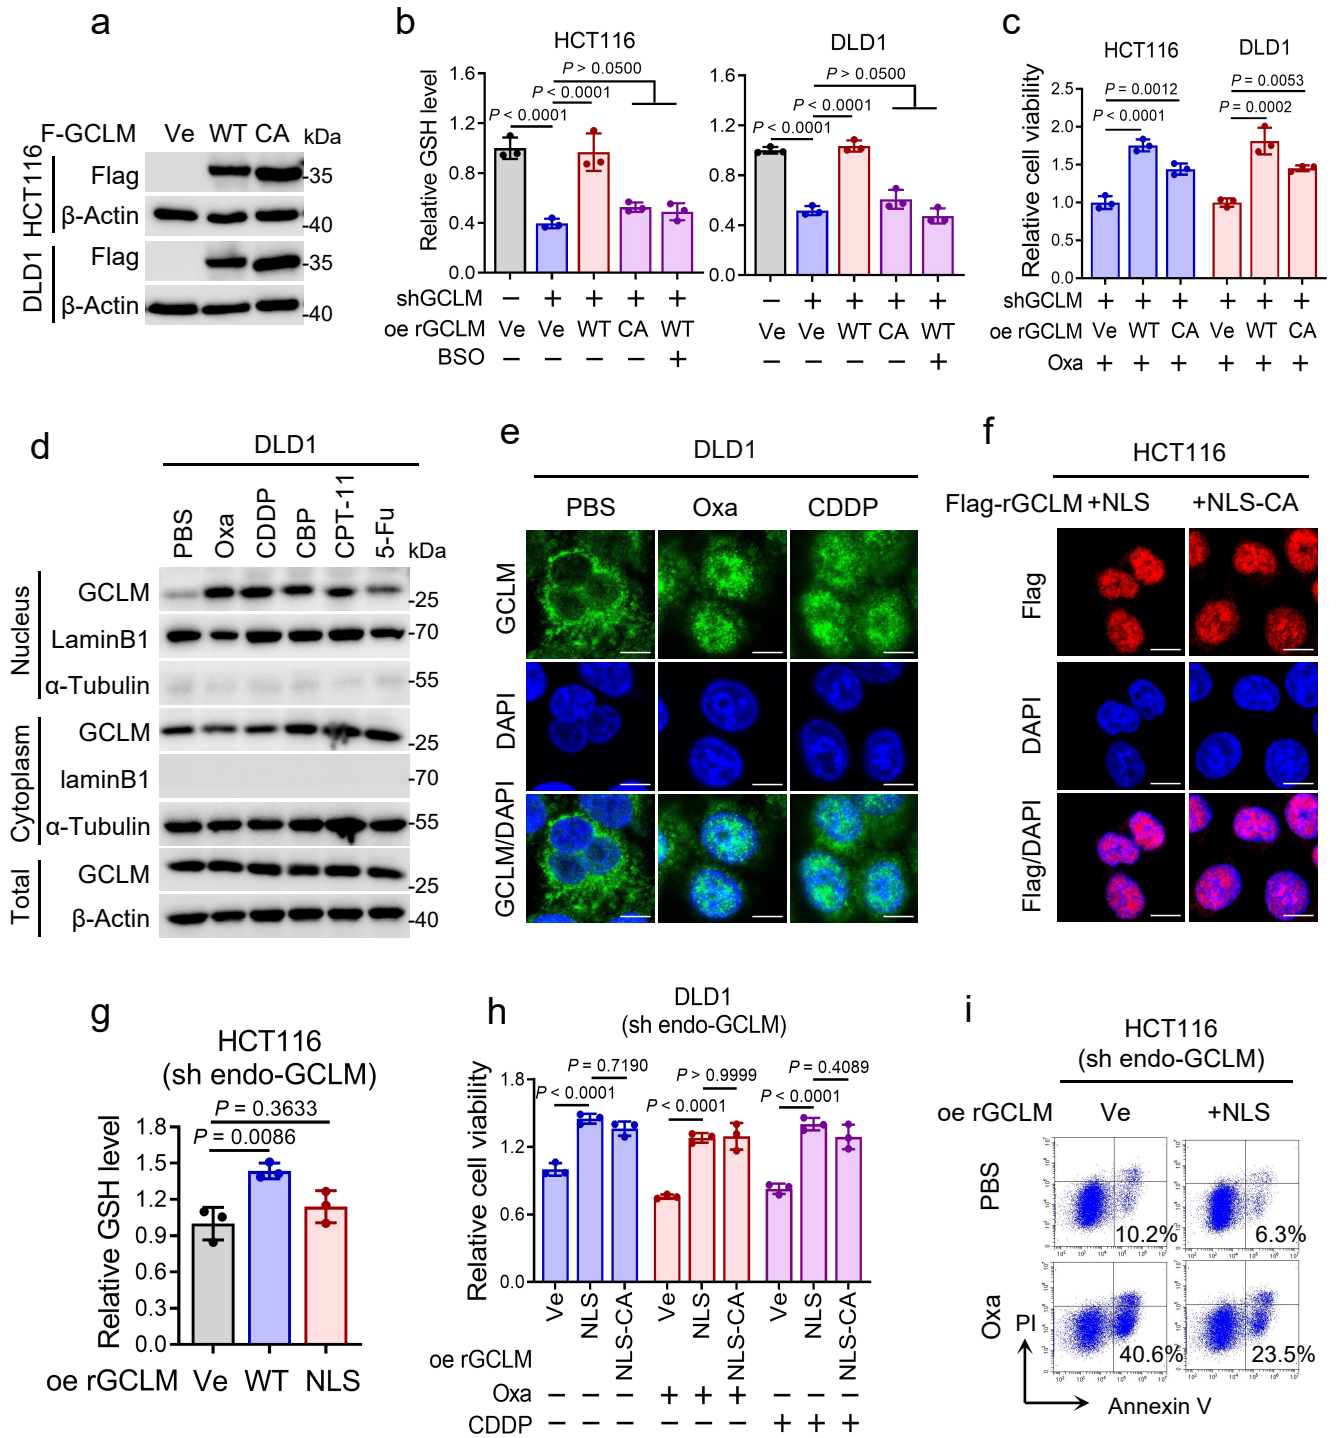 a
F-GCLM Ve WT CA kDa
HCT116
Flag -35
β-Actin -40
DLD1
Flag -35
β-Actin -40
b
HCT116
Relative GSH level
1.6
1.2
0.8
0.4
0.0
P < 0.0001
P < 0.0001
P > 0.0500
DLD1
1.6
1.2
0.8
0.4
0.0
P < 0.0001
P < 0.0001
P > 0.0500
shGCLM − + + + + − + + + +
oe rGCLM Ve Ve WT CA WT Ve Ve WT CA WT
BSO − − − − + − − − − +
c
HCT116 DLD1
Relative cell viability
2.5
2.0
1.5
1.0
0.5
0.0
P = 0.0012
P < 0.0001
P = 0.0053
P = 0.0002
shGCLM + + + + + +
oe rGCLM Ve WT CA Ve WT CA
Oxa + + + + + +
d
DLD1
PBS Oxa CDDP CBP CPT-11 5-Fu kDa
Nucleus
GCLM -25
LaminB1 -70
α-Tubulin -55
Cytoplasm
GCLM -25
laminB1 -70
α-Tubulin -55
Total
GCLM -25
β-Actin -40
e
DLD1
PBS Oxa CDDP
GCLM
DAPI
GCLM/DAPI
f
HCT116
Flag-rGCLM +NLS +NLS-CA
Flag
DAPI
Flag/DAPI
g
HCT116
(sh endo-GCLM)
Relative GSH level
P = 0.3633
P = 0.0086
1.8
1.5
1.2
0.9
0.6
0.3
0.0
oe rGCLM Ve WT NLS
h
DLD1
(sh endo-GCLM)
Relative cell viability
1.8
1.2
0.6
0.0
P = 0.7190
P < 0.0001
P > 0.9999
P < 0.0001
P = 0.4089
P < 0.0001
Ve NLS NLS-CA Ve NLS NLS-CA Ve NLS NLS-CA
oe rGCLM
Oxa − − − + + + − − −
CDDP − − − − − − + + +
i
HCT116
(sh endo-GCLM)
oe rGCLM Ve +NLS
PBS
10.2% 6.3%
Oxa
40.6% 23.5%
PI
Annexin V